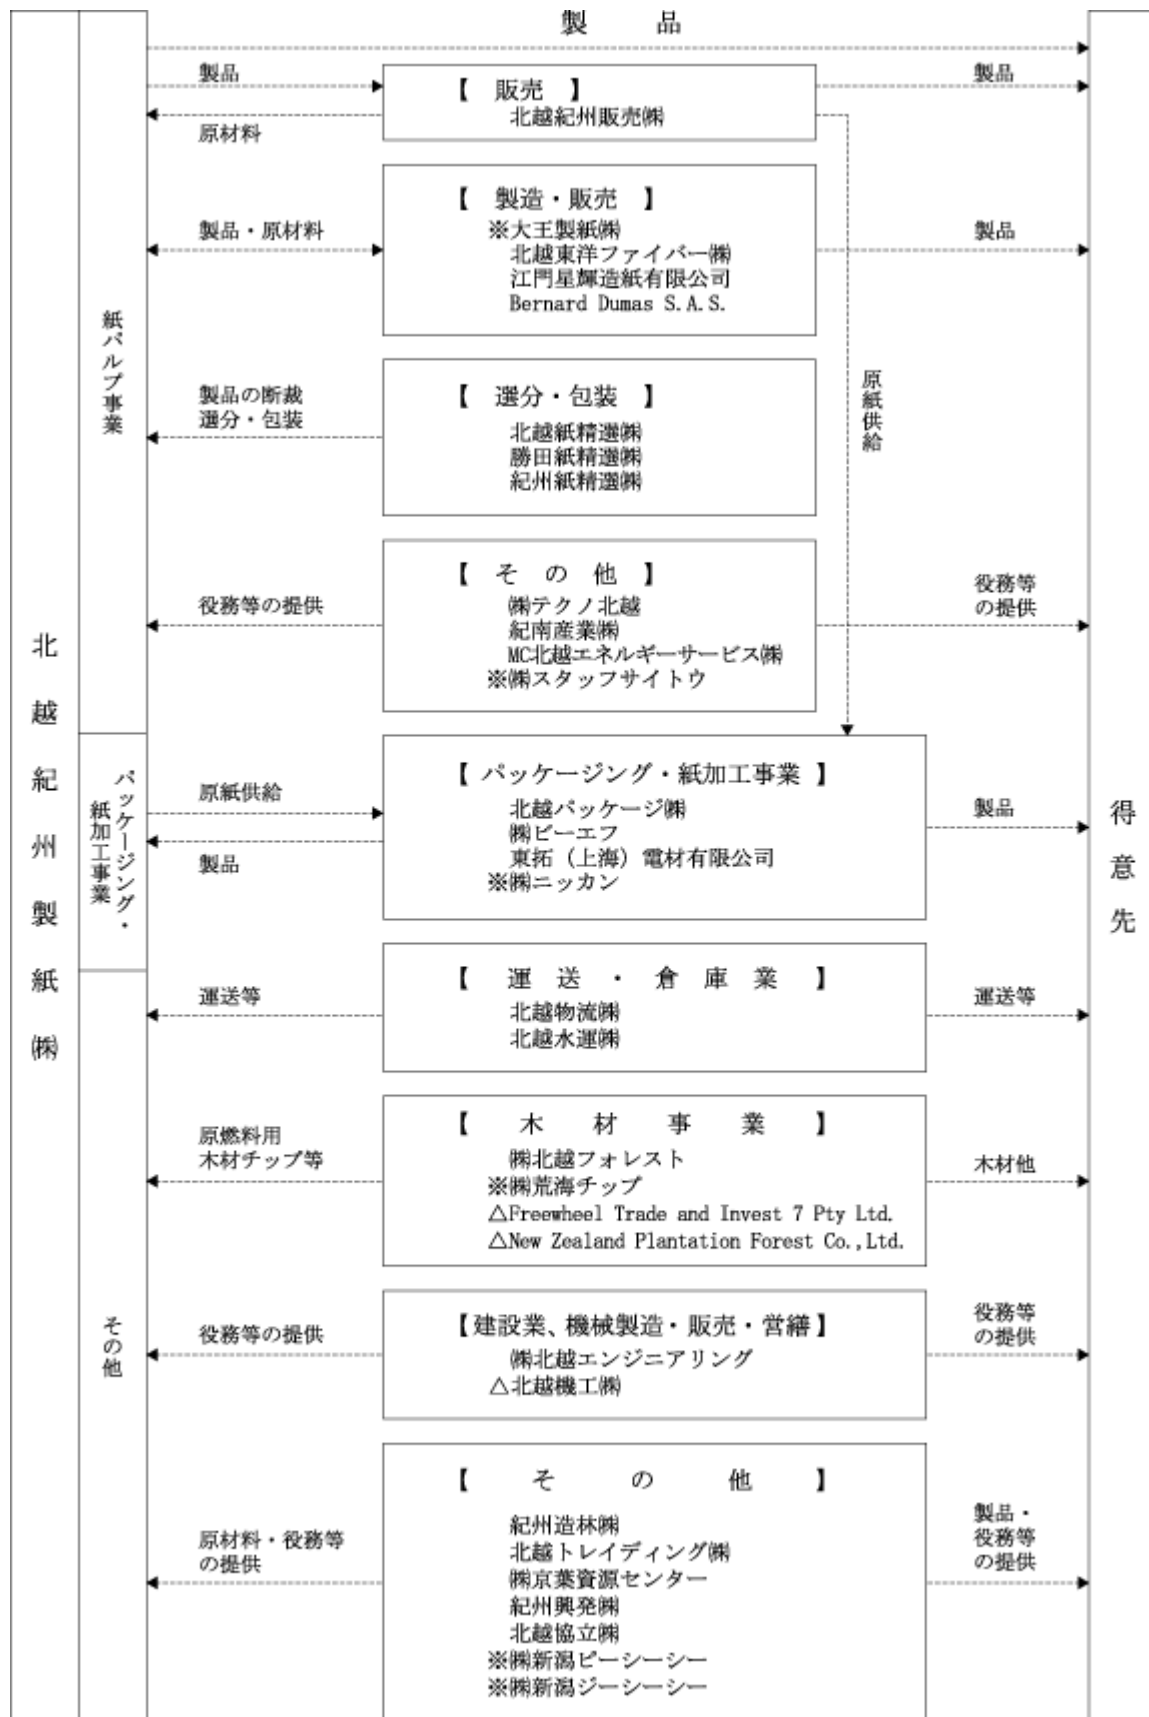 製品
製品
【 販売 】
北越紀州販売㈱
製品
原材料
【 製造・販売 】
※大王製紙㈱
北越東洋ファイバー㈱
江門星輝造紙有限公司
Bernard Dumas S.A.S.
製品・原材料
製品
紙パルプ事業
製品の断裁
選分・包装
【 選分・包装 】
北越紙精選㈱
勝田紙精選㈱
紀州紙精選㈱
原紙供給
役務等の提供
【 その他 】
㈱テクノ北越
紀南産業㈱
MC北越エネルギーサービス㈱
※㈱スタッフサイトウ
役務等
の提供
北越紀州製紙㈱
パッケージング・
紙加工事業
原紙供給
製品
【 パッケージング・紙加工事業 】
北越パッケージ㈱
㈱ビーエフ
東拓（上海）電材有限公司
※㈱ニッカン
製品
得意先
運送等
【 運送・倉庫業 】
北越物流㈱
北越水運㈱
運送等
原燃料用
木材チップ等
【 木材事業 】
㈱北越フォレスト
※㈱荒海チップ
△Freewheel Trade and Invest 7 Pty Ltd.
△New Zealand Plantation Forest Co.,Ltd.
木材他
その他
役務等の提供
【建設業、機械製造・販売・営繕】
㈱北越エンジニアリング
△北越機工㈱
役務等
の提供
原材料・役務等
の提供
【 その他 】
紀州造林㈱
北越トレイディング㈱
㈱京葉資源センター
紀州興発㈱
北越協立㈱
※㈱新潟ピーシーシー
※㈱新潟ジーシーシー
製品・
役務等
の提供